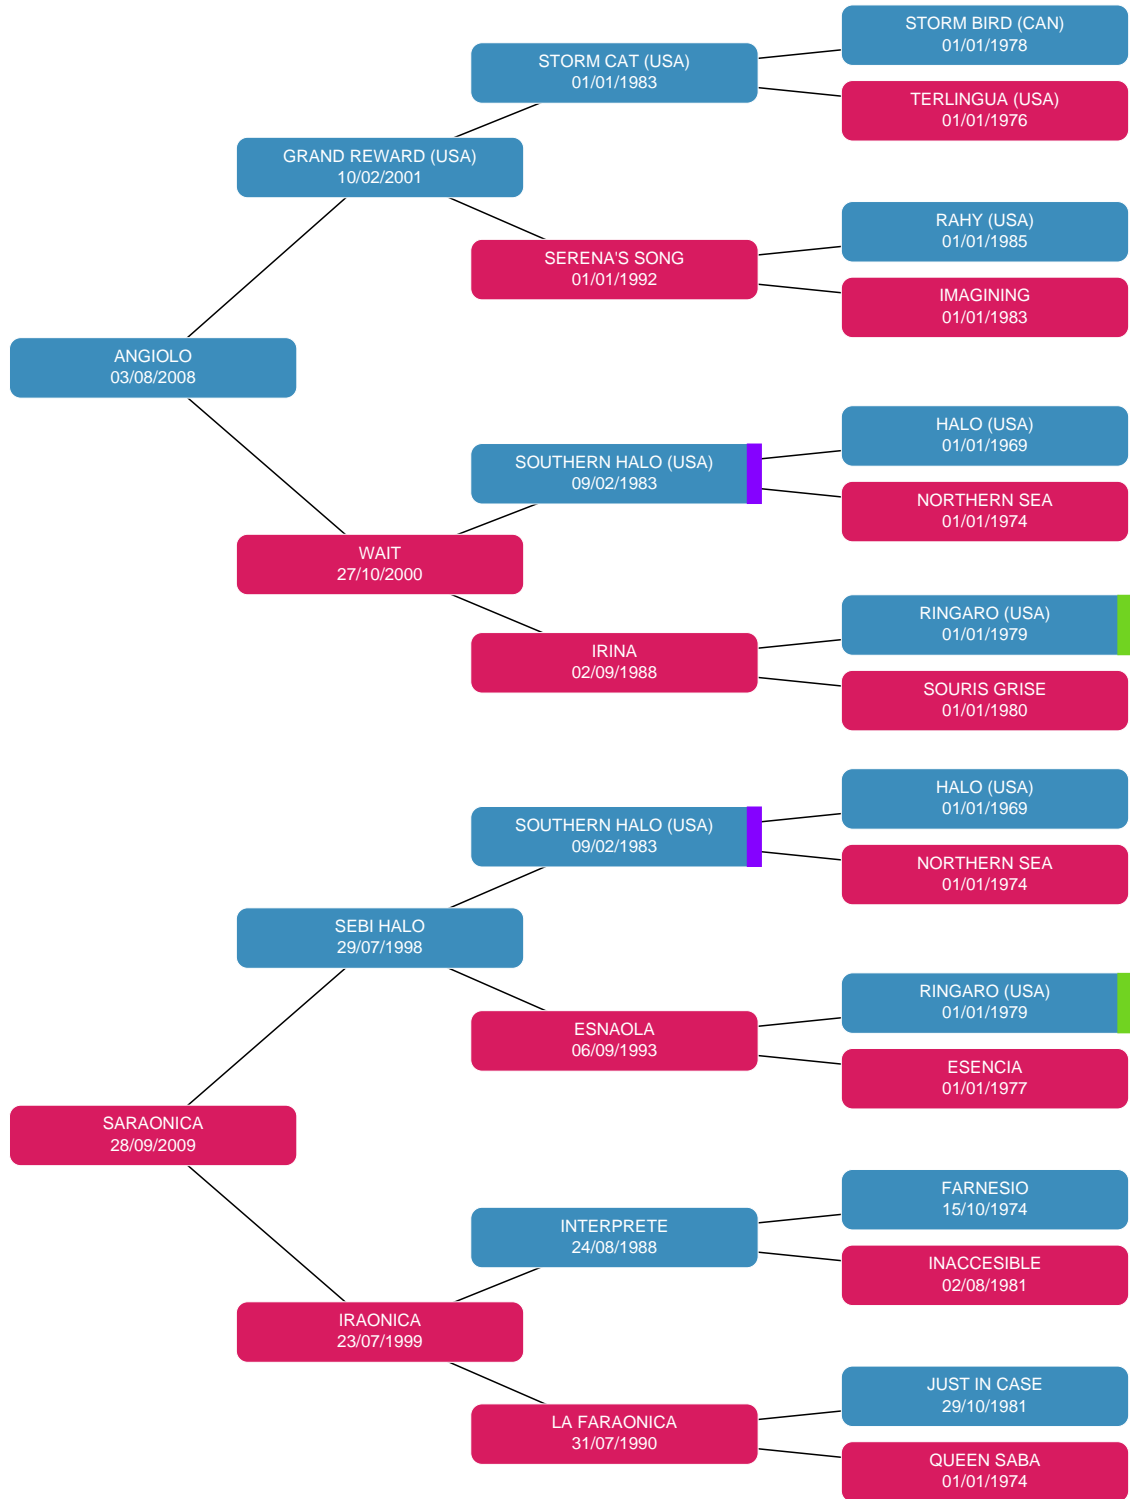 STORM BIRD (CAN)
01/01/1978
STORM CAT (USA)
01/01/1983
TERLINGUA (USA)
01/01/1976
GRAND REWARD (USA)
10/02/2001
RAHY (USA)
01/01/1985
SERENA'S SONG
01/01/1992
IMAGINING
01/01/1983
ANGIOLO
03/08/2008
HALO (USA)
01/01/1969
SOUTHERN HALO (USA)
09/02/1983
NORTHERN SEA
01/01/1974
WAIT
27/10/2000
RINGARO (USA)
01/01/1979
IRINA
02/09/1988
SOURIS GRISE
01/01/1980
HALO (USA)
01/01/1969
SOUTHERN HALO (USA)
09/02/1983
NORTHERN SEA
01/01/1974
SEBI HALO
29/07/1998
RINGARO (USA)
01/01/1979
ESNAOLA
06/09/1993
ESENCIA
01/01/1977
SARAONICA
28/09/2009
FARNESIO
15/10/1974
INTERPRETE
24/08/1988
INACCESIBLE
02/08/1981
IRAONICA
23/07/1999
JUST IN CASE
29/10/1981
LA FARAONICA
31/07/1990
QUEEN SABA
01/01/1974